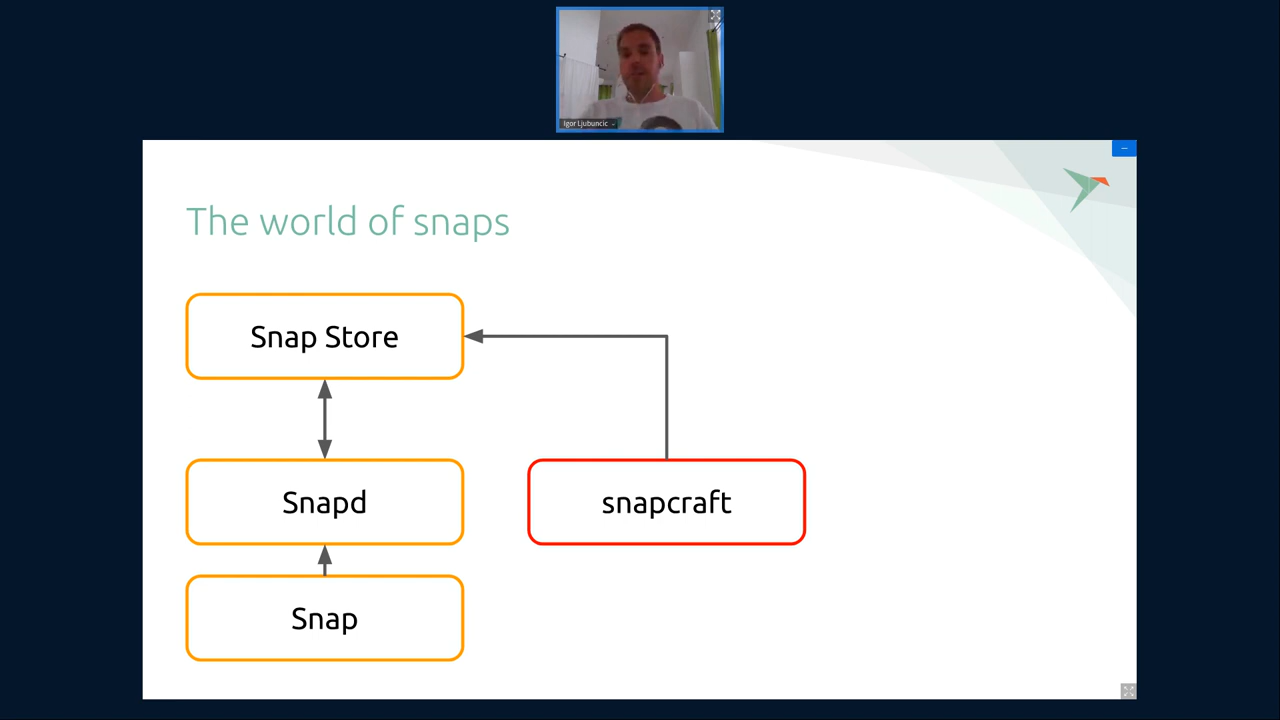 Igor Ljubuncic
The world of snaps
Snap Store
Snapd
snapcraft
Snap